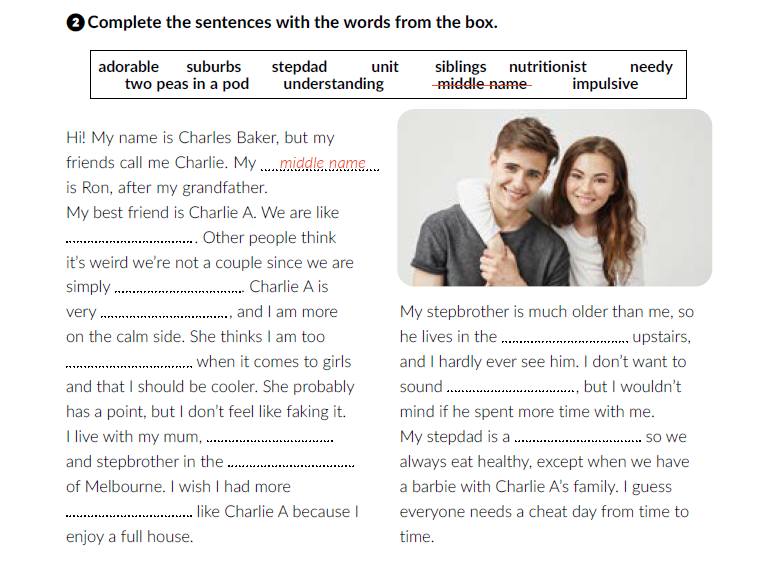 2 Complete the sentences with the words from the box.
adorable suburbs stepdad unit siblings nutritionist needy
two peas in a pod understanding middle name impulsive
Hi! My name is Charles Baker, but my
friends call me Charlie. My middle name
is Ron, after my grandfather.
My best friend is Charlie A. We are like
.............................. . Other people think
it's weird we're not a couple since we are
simply .............................. . Charlie A is
very .............................. , and I am more
on the calm side. She thinks I am too
.............................. when it comes to girls
and that I should be cooler. She probably
has a point, but I don't feel like faking it.
I live with my mum, ..............................
and stepbrother in the ..............................
of Melbourne. I wish I had more
.............................. like Charlie A because I
enjoy a full house.
My stepbrother is much older than me, so
he lives in the .............................. upstairs,
and I hardly ever see him. I don't want to
sound .............................. , but I wouldn't
mind if he spent more time with me.
My stepdad is a .............................. so we
always eat healthy, except when we have
a barbie with Charlie A's family. I guess
everyone needs a cheat day from time to
time.